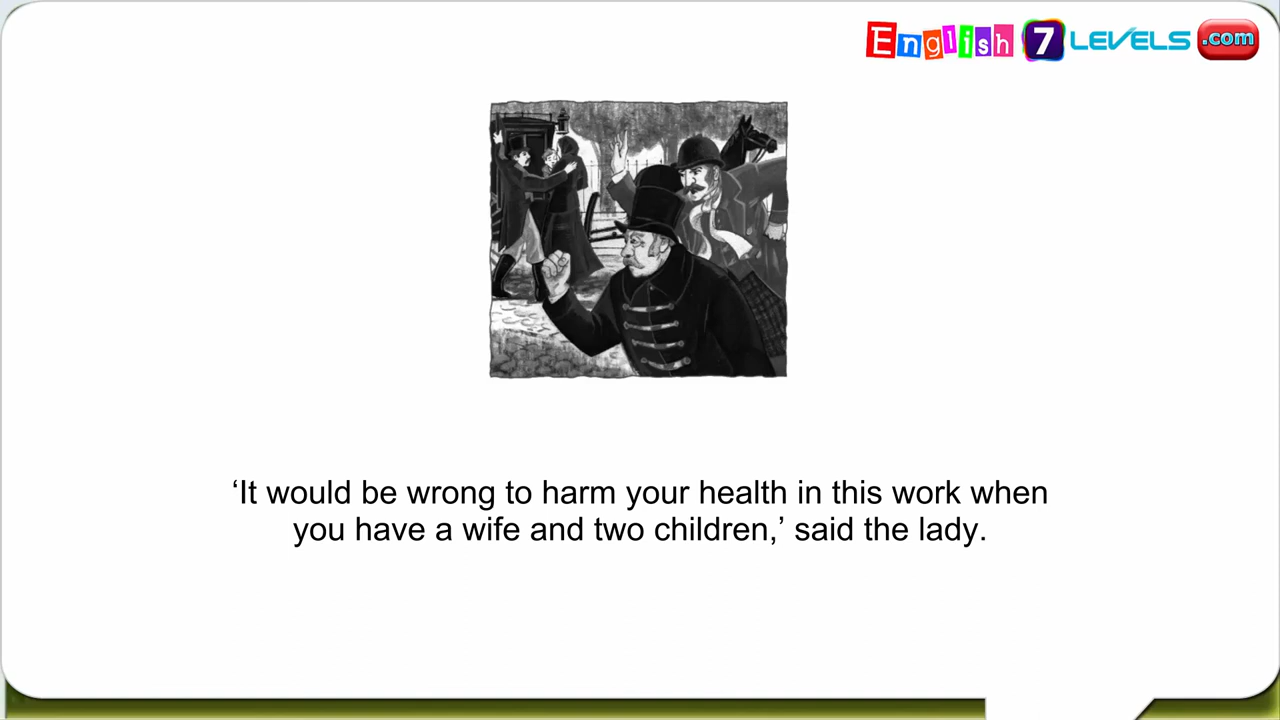 English 7 LEVELS .com
‘It would be wrong to harm your health in this work when
you have a wife and two children,’ said the lady.